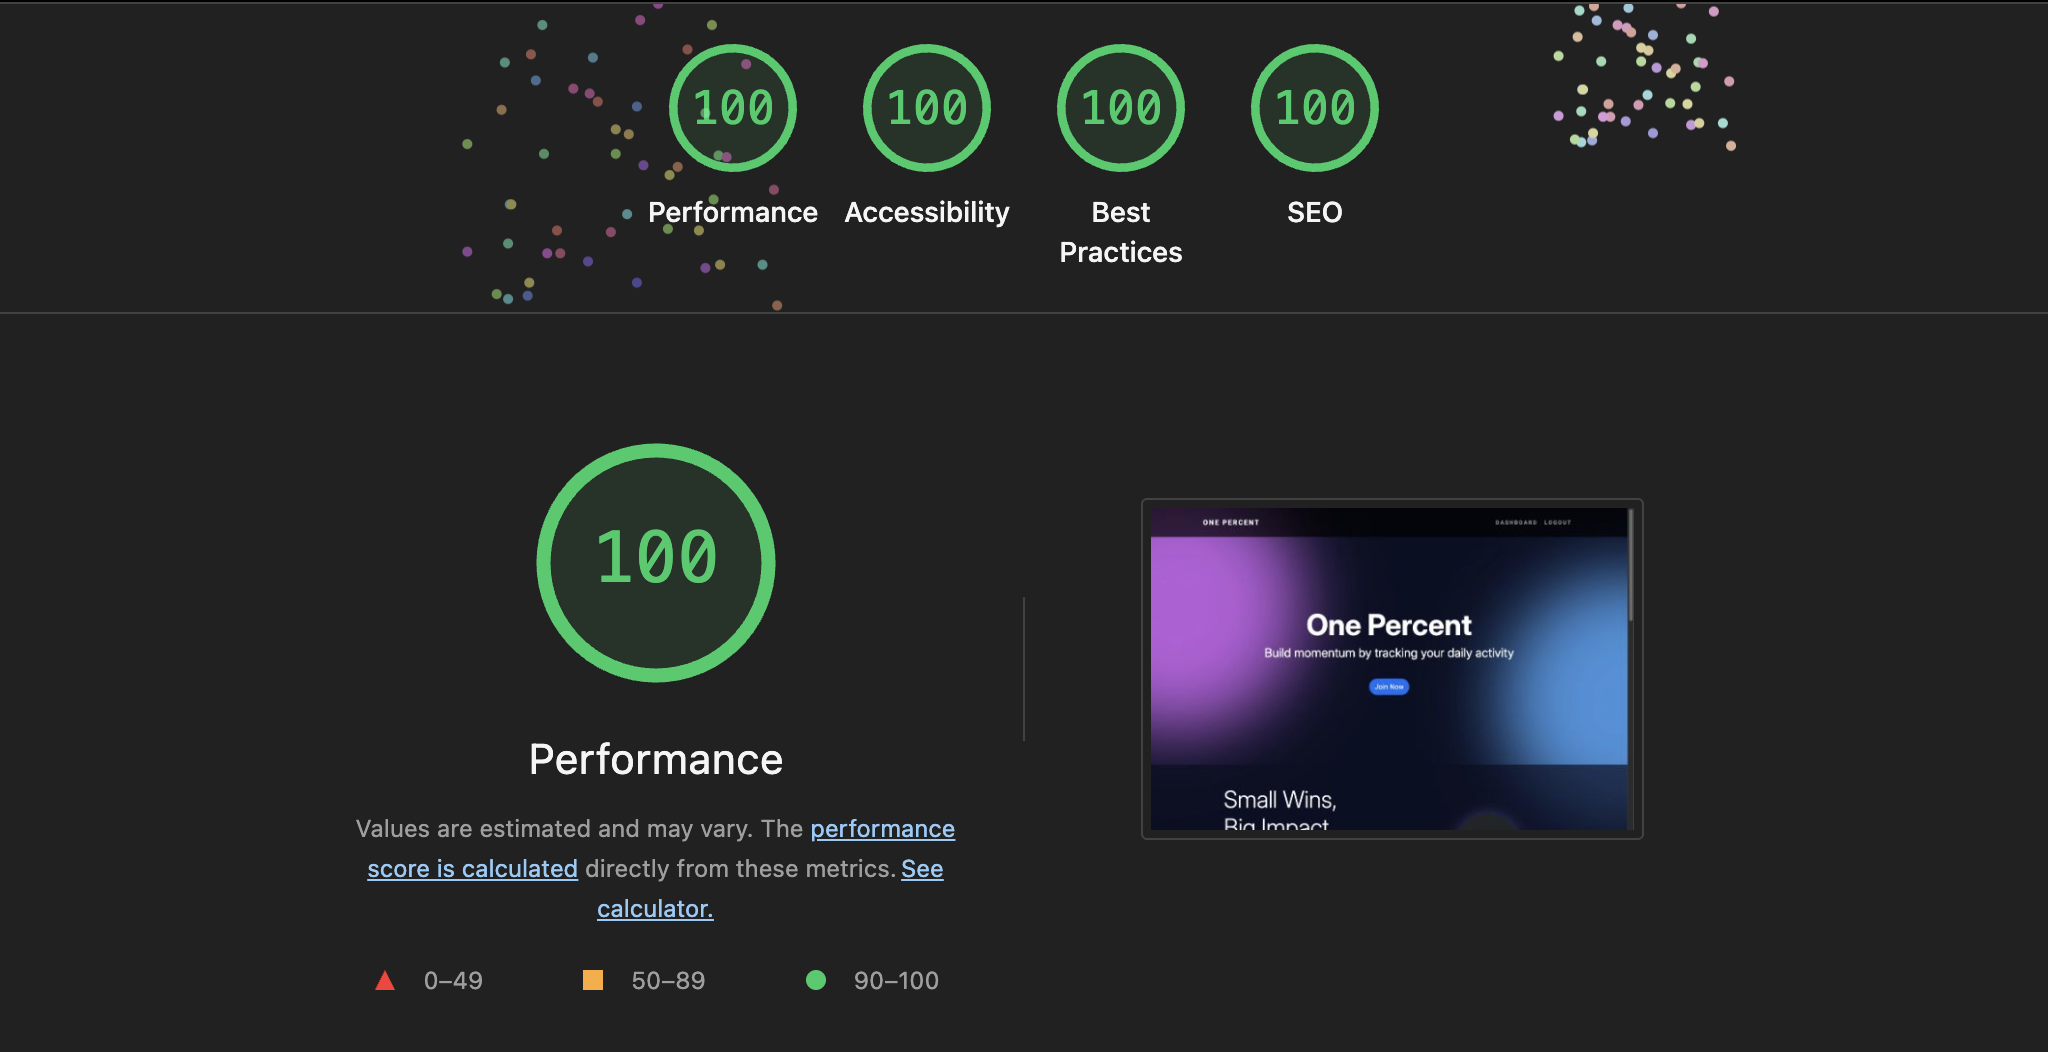 100 100 100 100
Performance Accessibility Best Practices SEO
100
Performance
Values are estimated and may vary. The performance
score is calculated directly from these metrics. See
calculator.
0–49 50–89 90–100
ONE PERCENT DASHBOARD LOGOUT
One Percent
Build momentum by tracking your daily activity
Join Now
Small Wins,
Big Impact